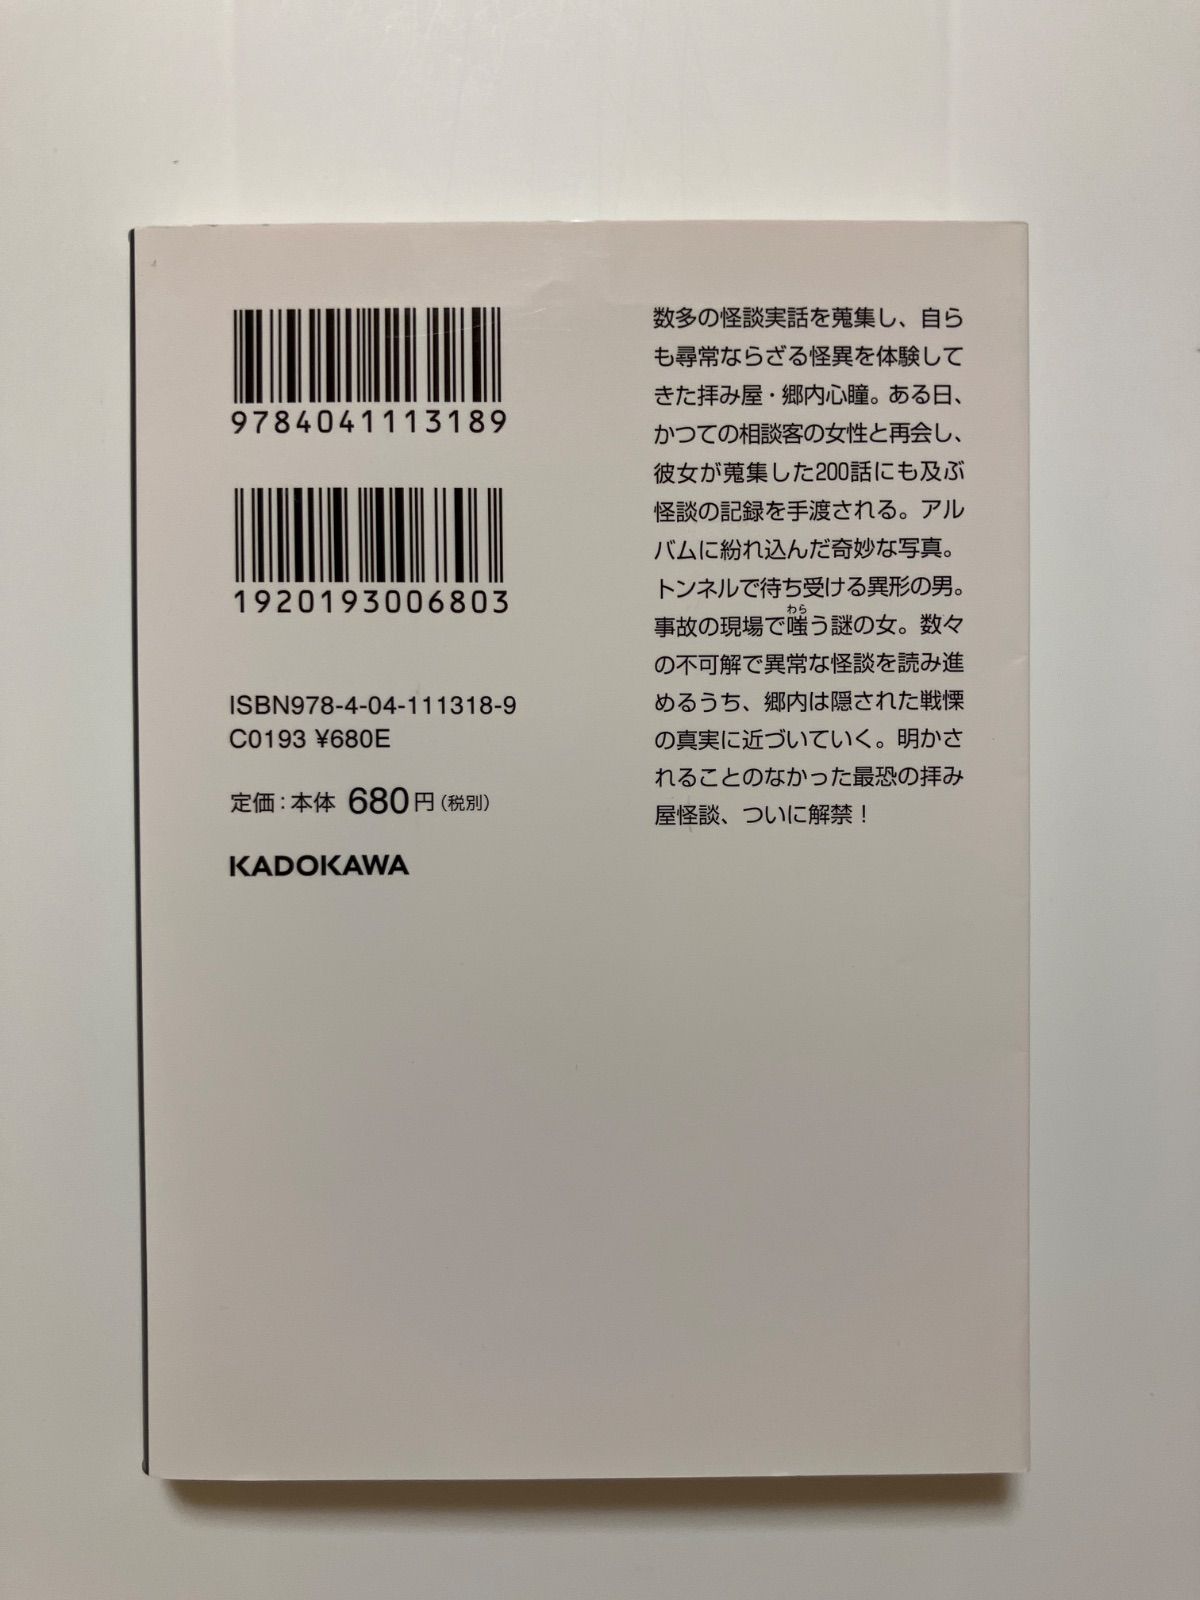 9784041113189
1920193006803
ISBN978-4-04-111318-9
C0193 ¥680E
定価:本体 680円(税別)
KADOKAWA
数多の怪談実話を蒐集し、自ら
も尋常ならざる怪異を体験して
きた拝み屋・郷内心瞳。ある日、
かつての相談客の女性と再会し、
彼女が蒐集した200話にも及ぶ
怪談の記録を手渡される。アル
バムに紛れ込んだ奇妙な写真。
トンネルで待ち受ける異形の男。
わら
事故の現場で嗤う謎の女。数々
の不可解で異常な怪談を読み進
めるうち、郷内は隠された戦慄
の真実に近づいていく。明かさ
れることのなかった最恐の拝み
屋怪談、ついに解禁!